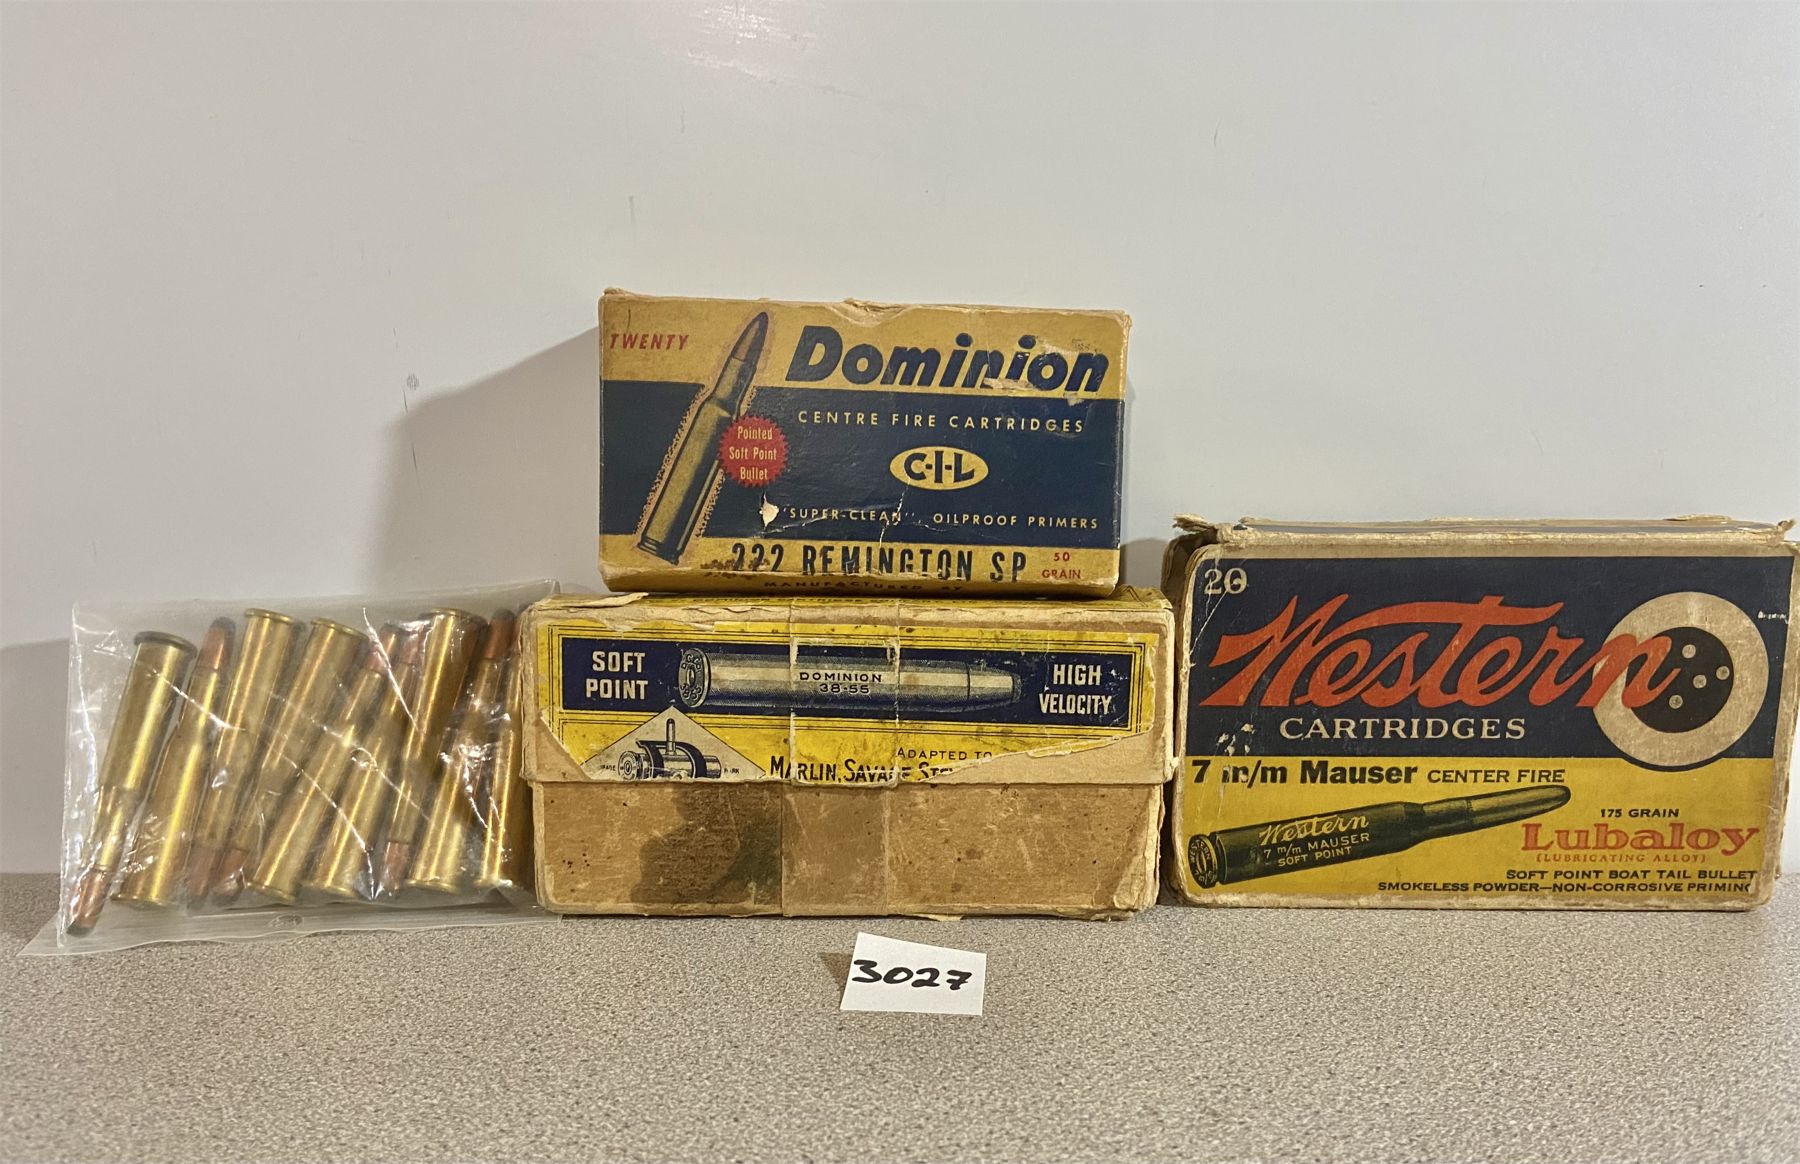 TWENTY
Dominion
CENTRE FIRE CARTRIDGES
Pointed
Soft Point
Bullet
C-I-L
"SUPER-CLEAN" OILPROOF PRIMERS
222 REMINGTON SP
50
GRAIN
MANUFACTURED BY
SOFT
POINT
DOMINION
38-55
HIGH
VELOCITY
ADAPTED TO
MARLIN, SAVAGE
20
Western
CARTRIDGES
7 m/m Mauser CENTER FIRE
Western
7 m/m MAUSER
SOFT POINT
WESTERN
175 GRAIN
Lubaloy
(LUBRICATING ALLOY)
SOFT POINT BOAT TAIL BULLET
SMOKELESS POWDER—NON-CORROSIVE PRIMING
3027